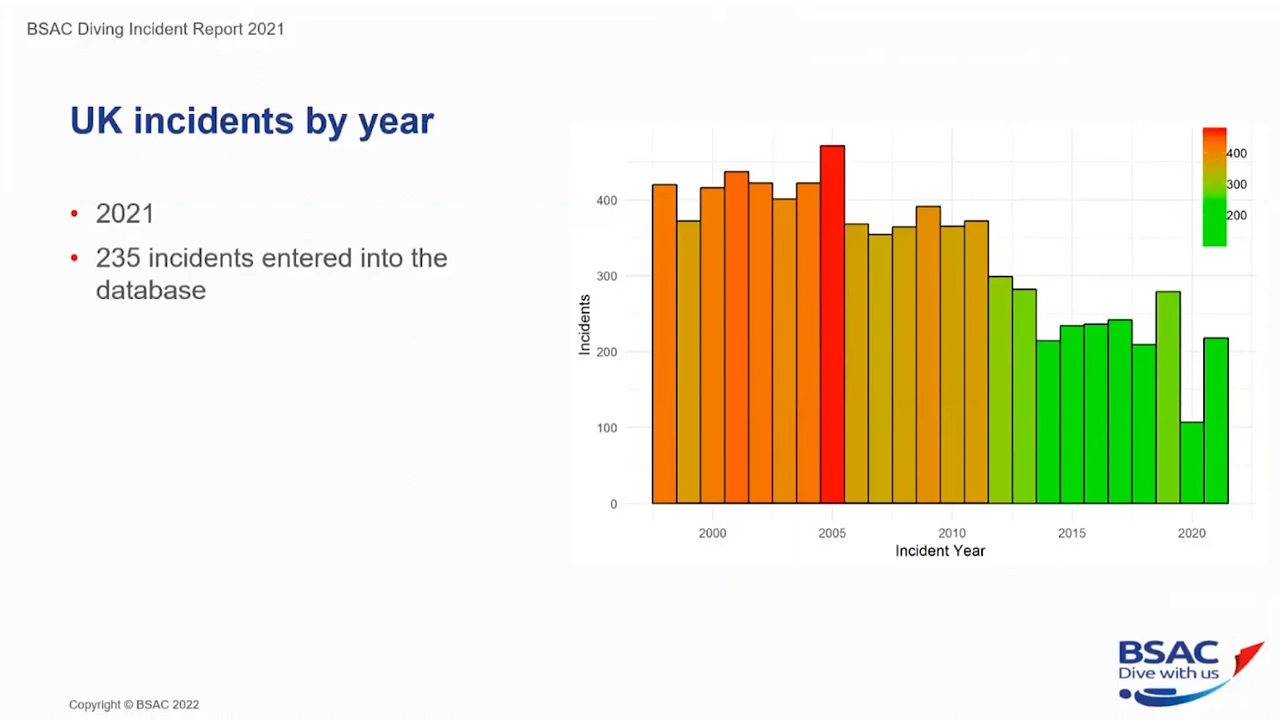 BSAC Diving Incident Report 2021
UK incidents by year
• 2021
• 235 incidents entered into the
database
400
300
200
400
300
200
100
0
Incidents
2000 2005 2010 2015 2020
Incident Year
BSAC
Dive with us
Copyright © BSAC 2022